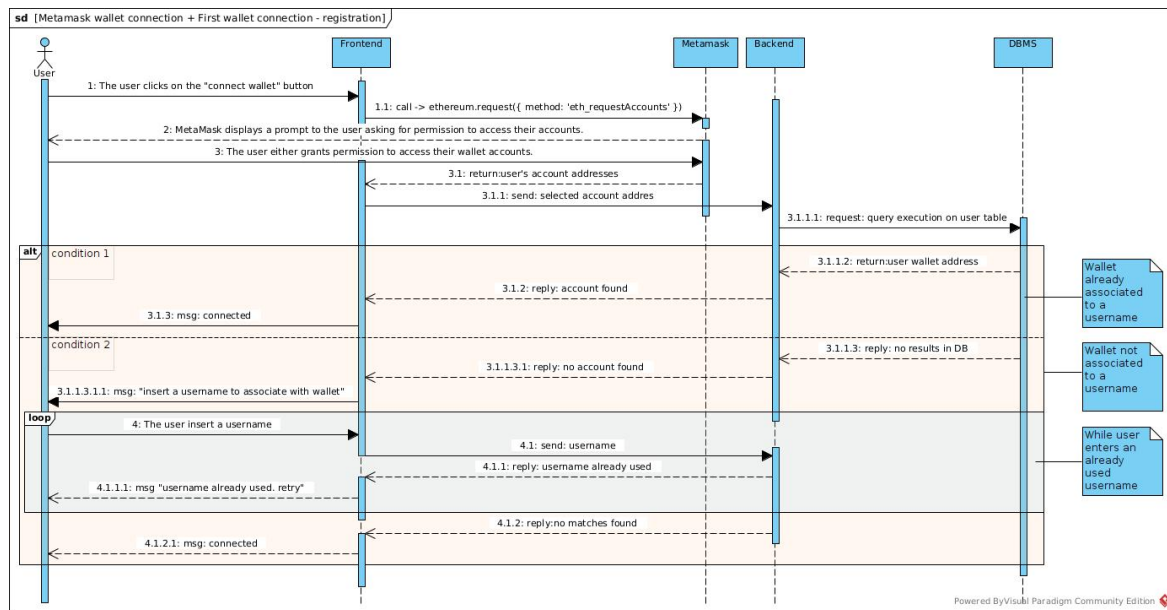 sd [Metamask wallet connection + First wallet connection - registration]
User
Frontend
Metamask
Backend
DBMS
1: The user clicks on the "connect wallet" button
1.1: call -> ethereum.request({ method: 'eth_requestAccounts' })
2: MetaMask displays a prompt to the user asking for permission to access their accounts.
3: The user either grants permission to access their wallet accounts.
3.1: return:user's account addresses
3.1.1: send: selected account addres
3.1.1.1: request: query execution on user table
alt
condition 1
3.1.1.2: return:user wallet address
3.1.2: reply: account found
3.1.3: msg: connected
Wallet
already
associated
to a
username
condition 2
3.1.1.3: reply: no results in DB
3.1.1.3.1: reply: no account found
3.1.1.3.1.1: msg: "insert a username to associate with wallet"
Wallet not
associated
to a
username
loop
4: The user insert a username
4.1: send: username
4.1.1: reply: username already used
4.1.1.1: msg "username already used. retry"
While user
enters an
already
used
username
4.1.2: reply:no matches found
4.1.2.1: msg: connected
Powered ByVisual Paradigm Community Edition